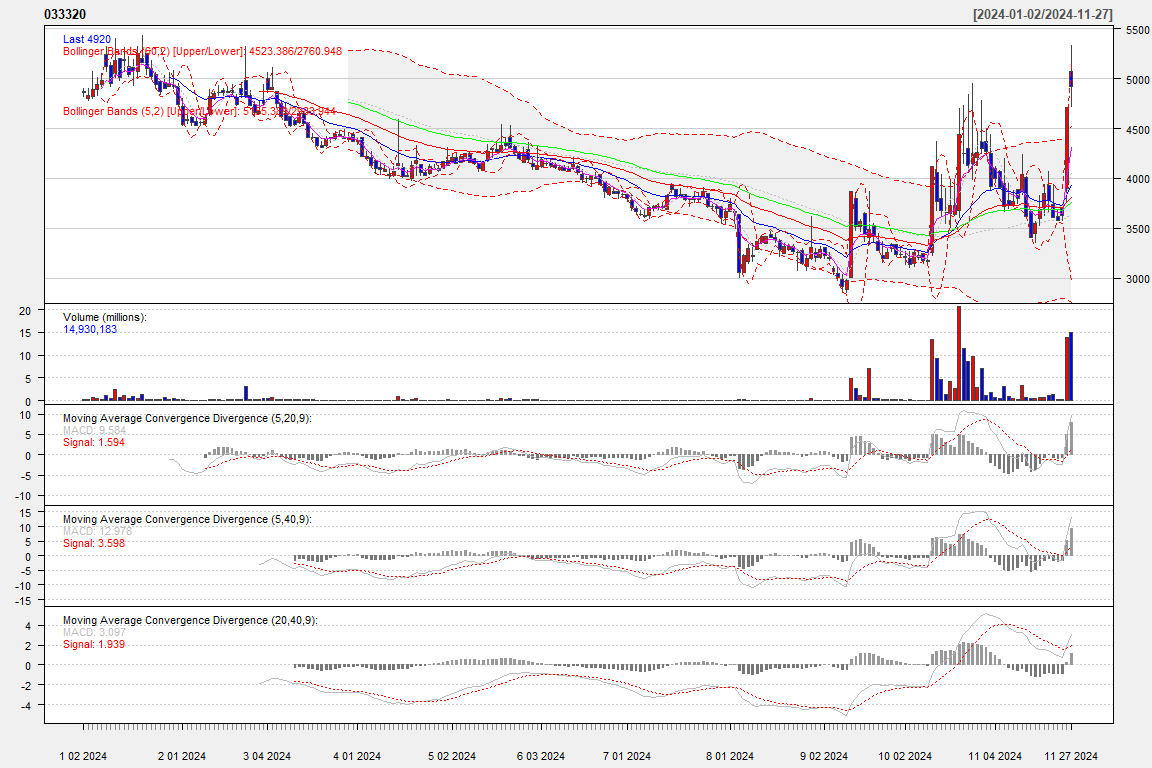 033320 [2024-01-02/2024-11-27]
Last 4920
Bollinger Bands (60,2) [Upper/Lower]: 4523.386/2760.948
Bollinger Bands (5,2) [Upper/Lower]:
5500
5000
4500
4000
3500
3000
Volume (millions):
14,930,183
20
15
10
5
0
Moving Average Convergence Divergence (5,20,9):
MACD: 9.584
Signal: 1.594
10
5
0
-5
-10
Moving Average Convergence Divergence (5,40,9):
MACD: 12.976
Signal: 3.598
15
10
5
0
-5
-10
-15
Moving Average Convergence Divergence (20,40,9):
MACD: 3.097
Signal: 1.939
4
2
0
-2
-4
1 02 2024 2 01 2024 3 04 2024 4 01 2024 5 02 2024 6 03 2024 7 01 2024 8 01 2024 9 02 2024 10 02 2024 11 04 2024 11 27 2024